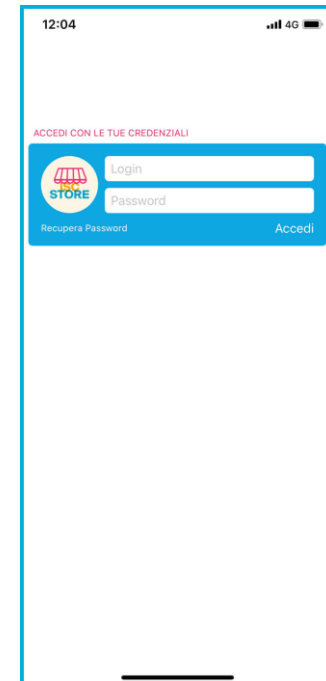 12:04
4G
ACCEDI CON LE TUE CREDENZIALI
Login
ISC
STORE
Password
Recupera Password
Accedi